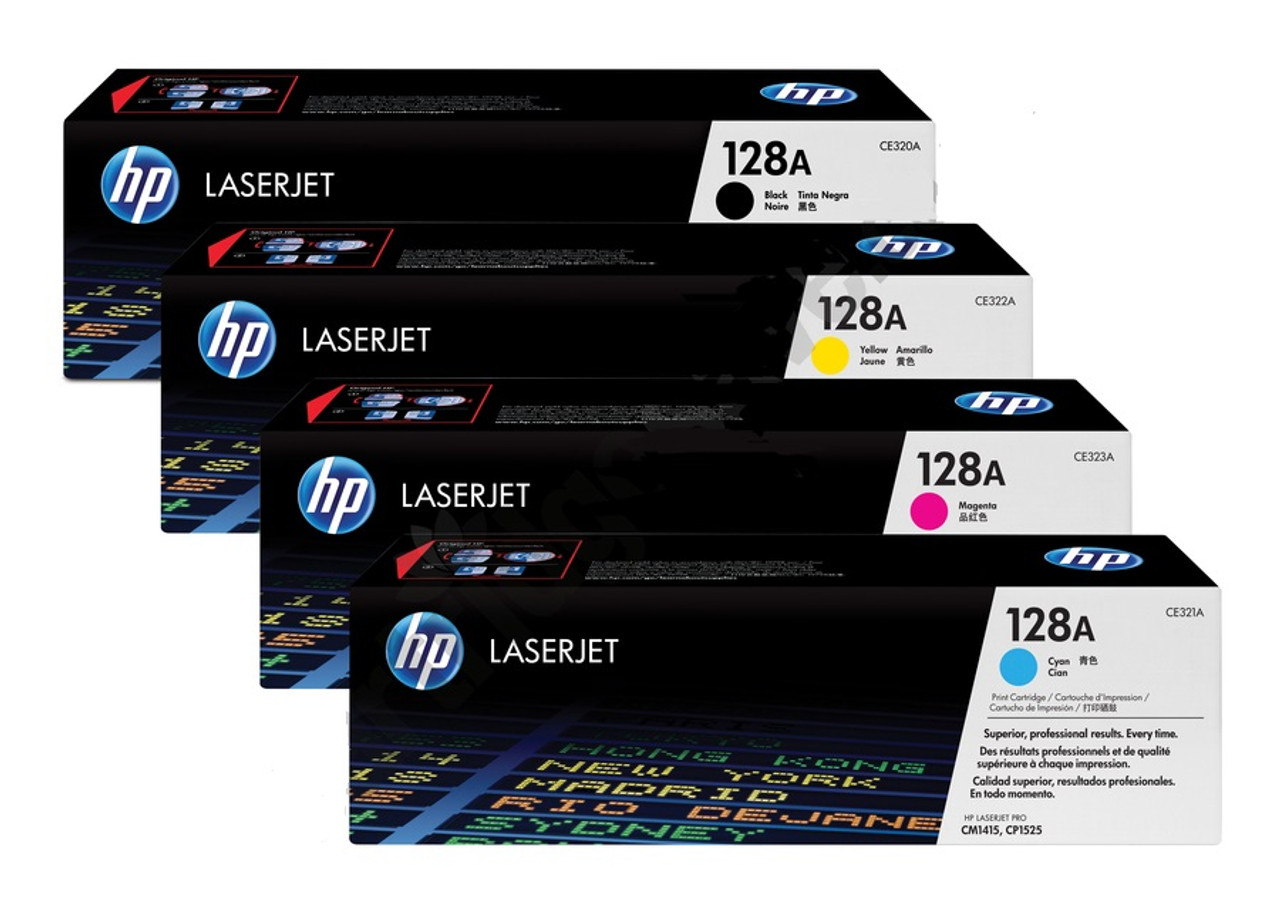 hp
hp
LASERJET
128A
CE320A
Black Tinta Negra
Noire 黑色
hp
hp
LASERJET
128A
CE322A
Yellow Amarillo
Jaune 黄色
hp
hp
LASERJET
128A
CE323A
Magenta
品红色
hp
hp
LASERJET
128A
CE321A
Cyan 青色
Cian
Print Cartridge / Cartouche d'Impression /
Cartucho de Impresión / 打印硒鼓
Superior, professional results. Every time.
Des résultats professionnels et de qualité
supérieure à chaque impression.
Calidad superior, resultados profesionales.
En todo momento.
HP LASERJET PRO
CM1415, CP1525
HONG KONG
NEW YORK
MADRID
RIO DEJANE
SYDNEY